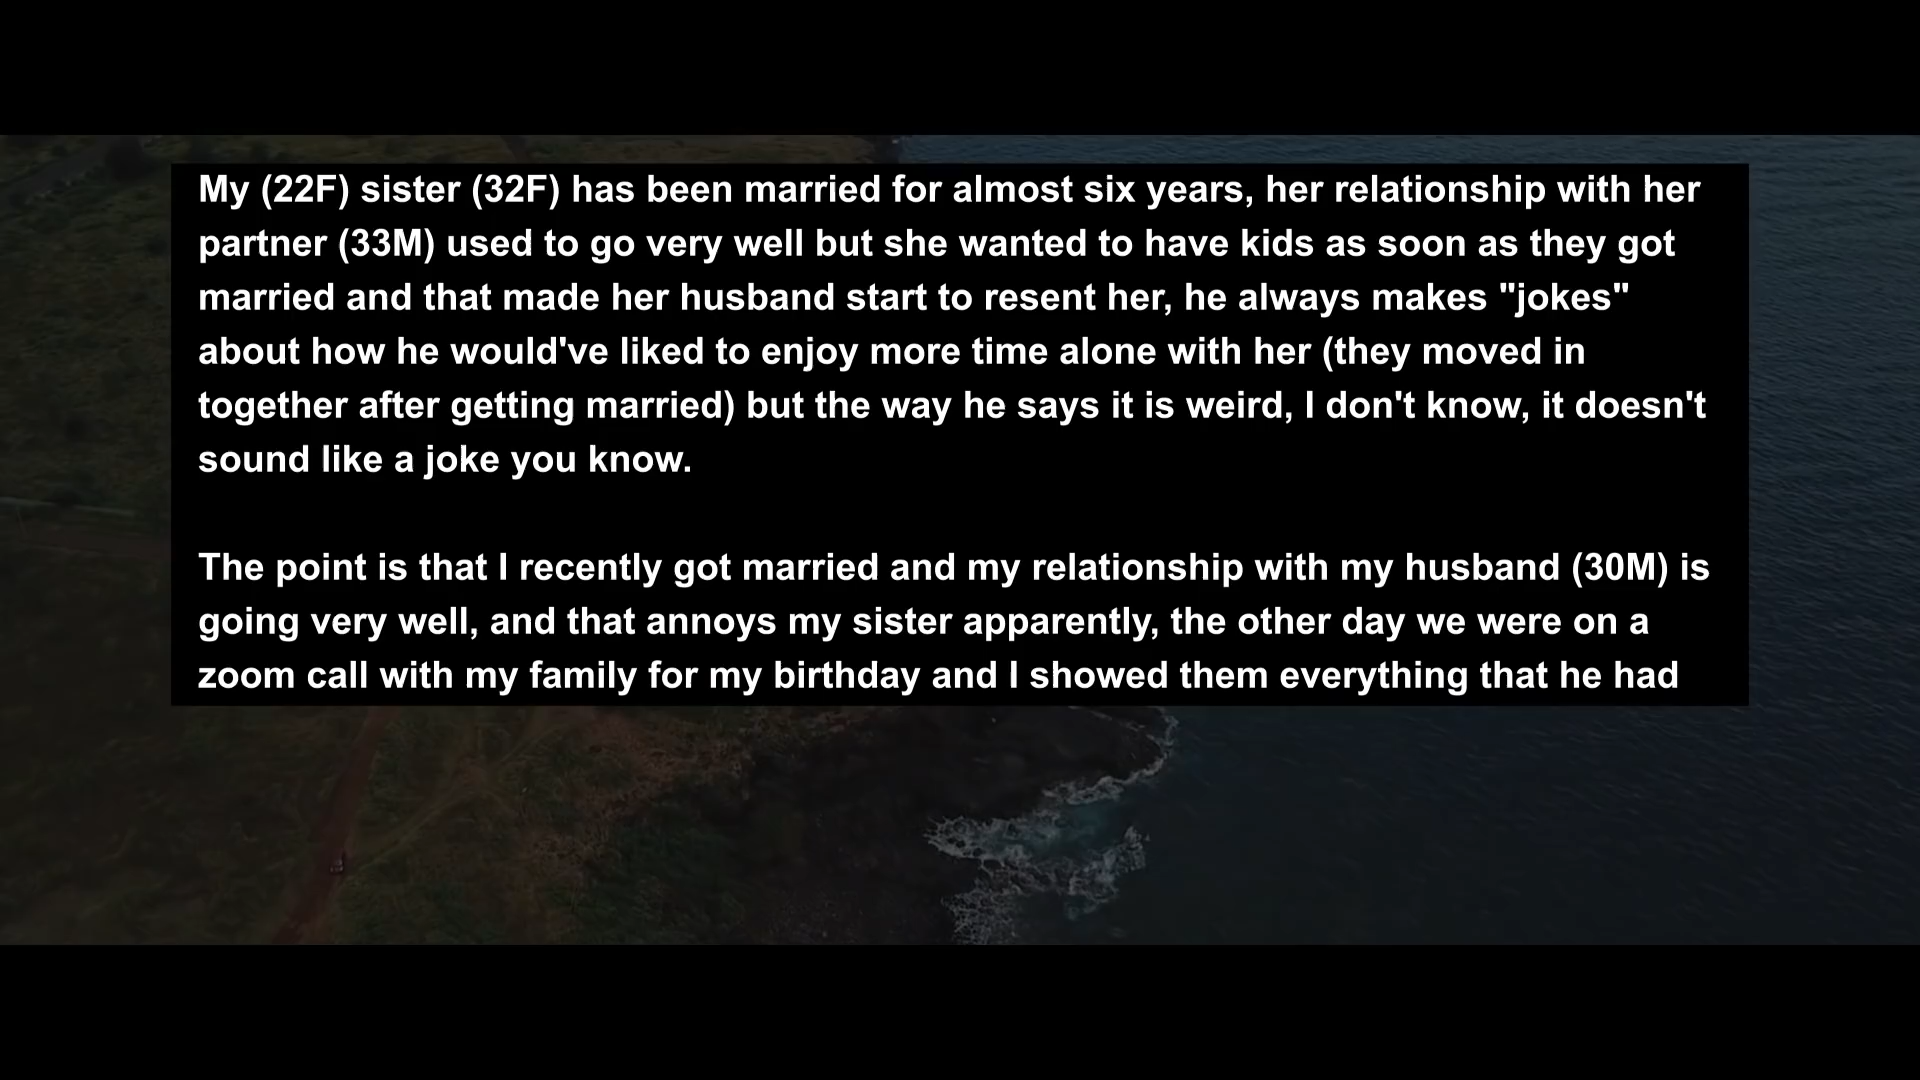 My (22F) sister (32F) has been married for almost six years, her relationship with her
partner (33M) used to go very well but she wanted to have kids as soon as they got
married and that made her husband start to resent her, he always makes "jokes"
about how he would've liked to enjoy more time alone with her (they moved in
together after getting married) but the way he says it is weird, I don't know, it doesn't
sound like a joke you know.
The point is that I recently got married and my relationship with my husband (30M) is
going very well, and that annoys my sister apparently, the other day we were on a
zoom call with my family for my birthday and I showed them everything that he had